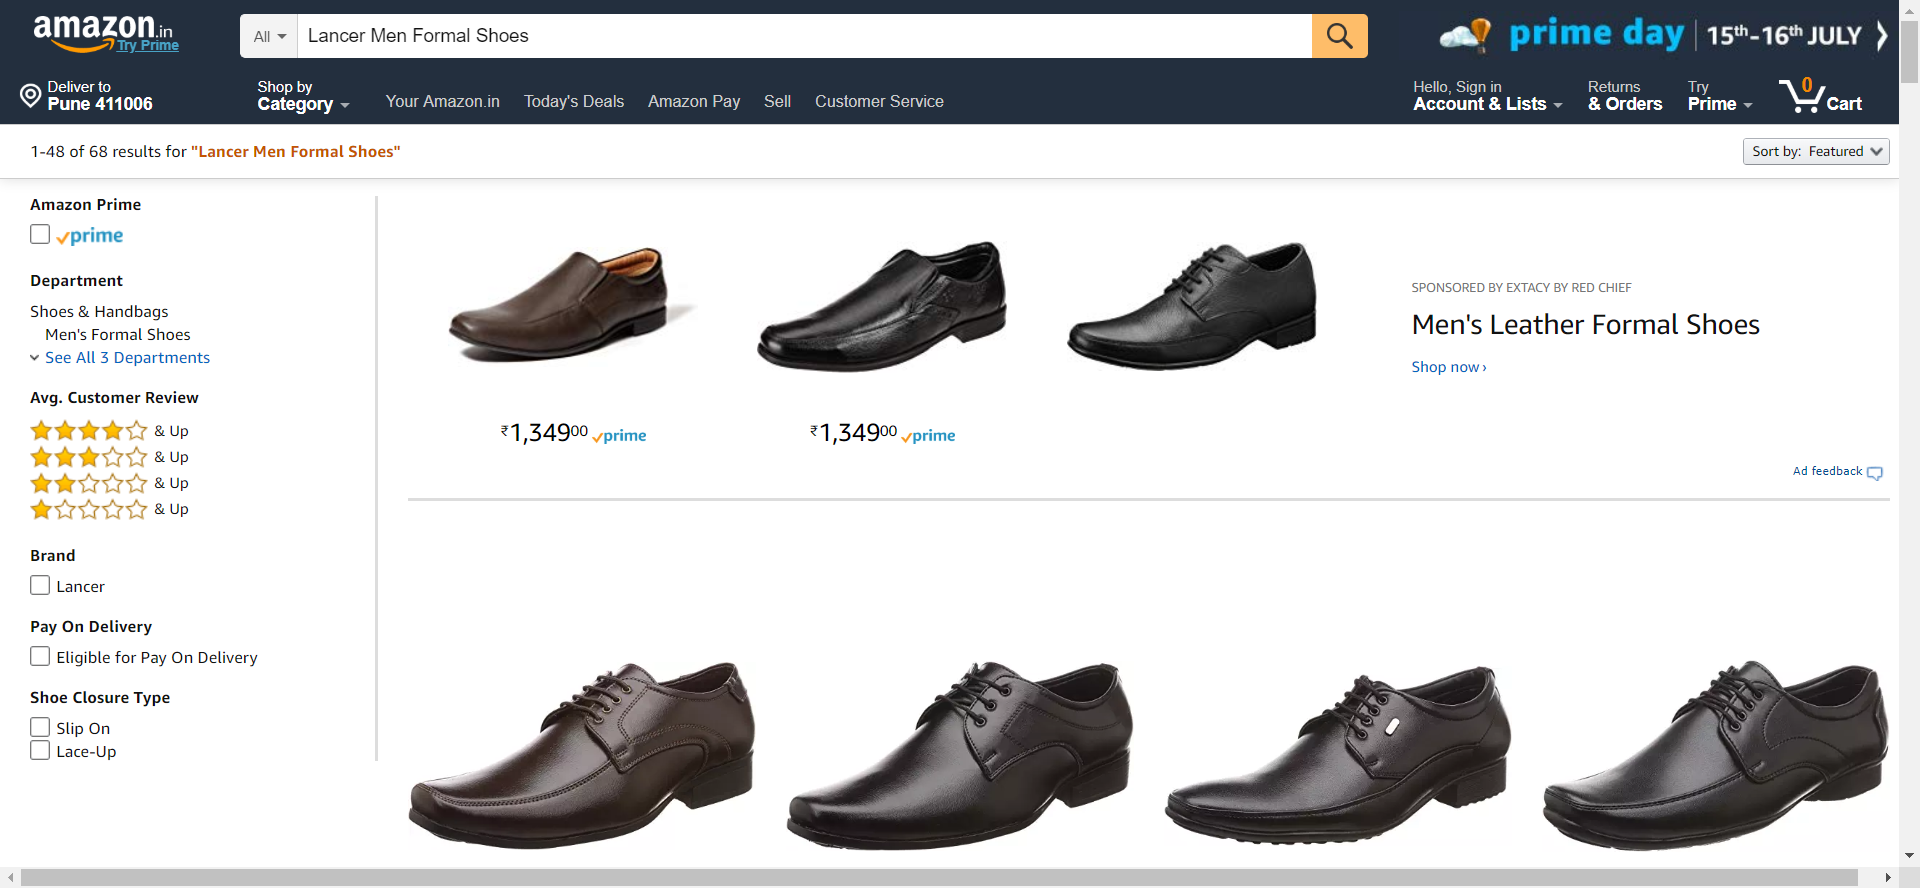 amazon.in
Try Prime
All
Lancer Men Formal Shoes
prime day
15th-16th JULY
Deliver to
Pune 411006
Shop by
Category
Your Amazon.in
Today's Deals
Amazon Pay
Sell
Customer Service
Hello, Sign in
Account & Lists
Returns
& Orders
Try
Prime
0
Cart
1-48 of 68 results for "Lancer Men Formal Shoes"
Sort by: Featured
Amazon Prime
prime
Department
Shoes & Handbags
Men's Formal Shoes
See All 3 Departments
Avg. Customer Review
& Up
& Up
& Up
& Up
Brand
Lancer
Pay On Delivery
Eligible for Pay On Delivery
Shoe Closure Type
Slip On
Lace-Up
₹1,34900 prime
₹1,34900 prime
SPONSORED BY EXTACY BY RED CHIEF
Men's Leather Formal Shoes
Shop now ›
Ad feedback